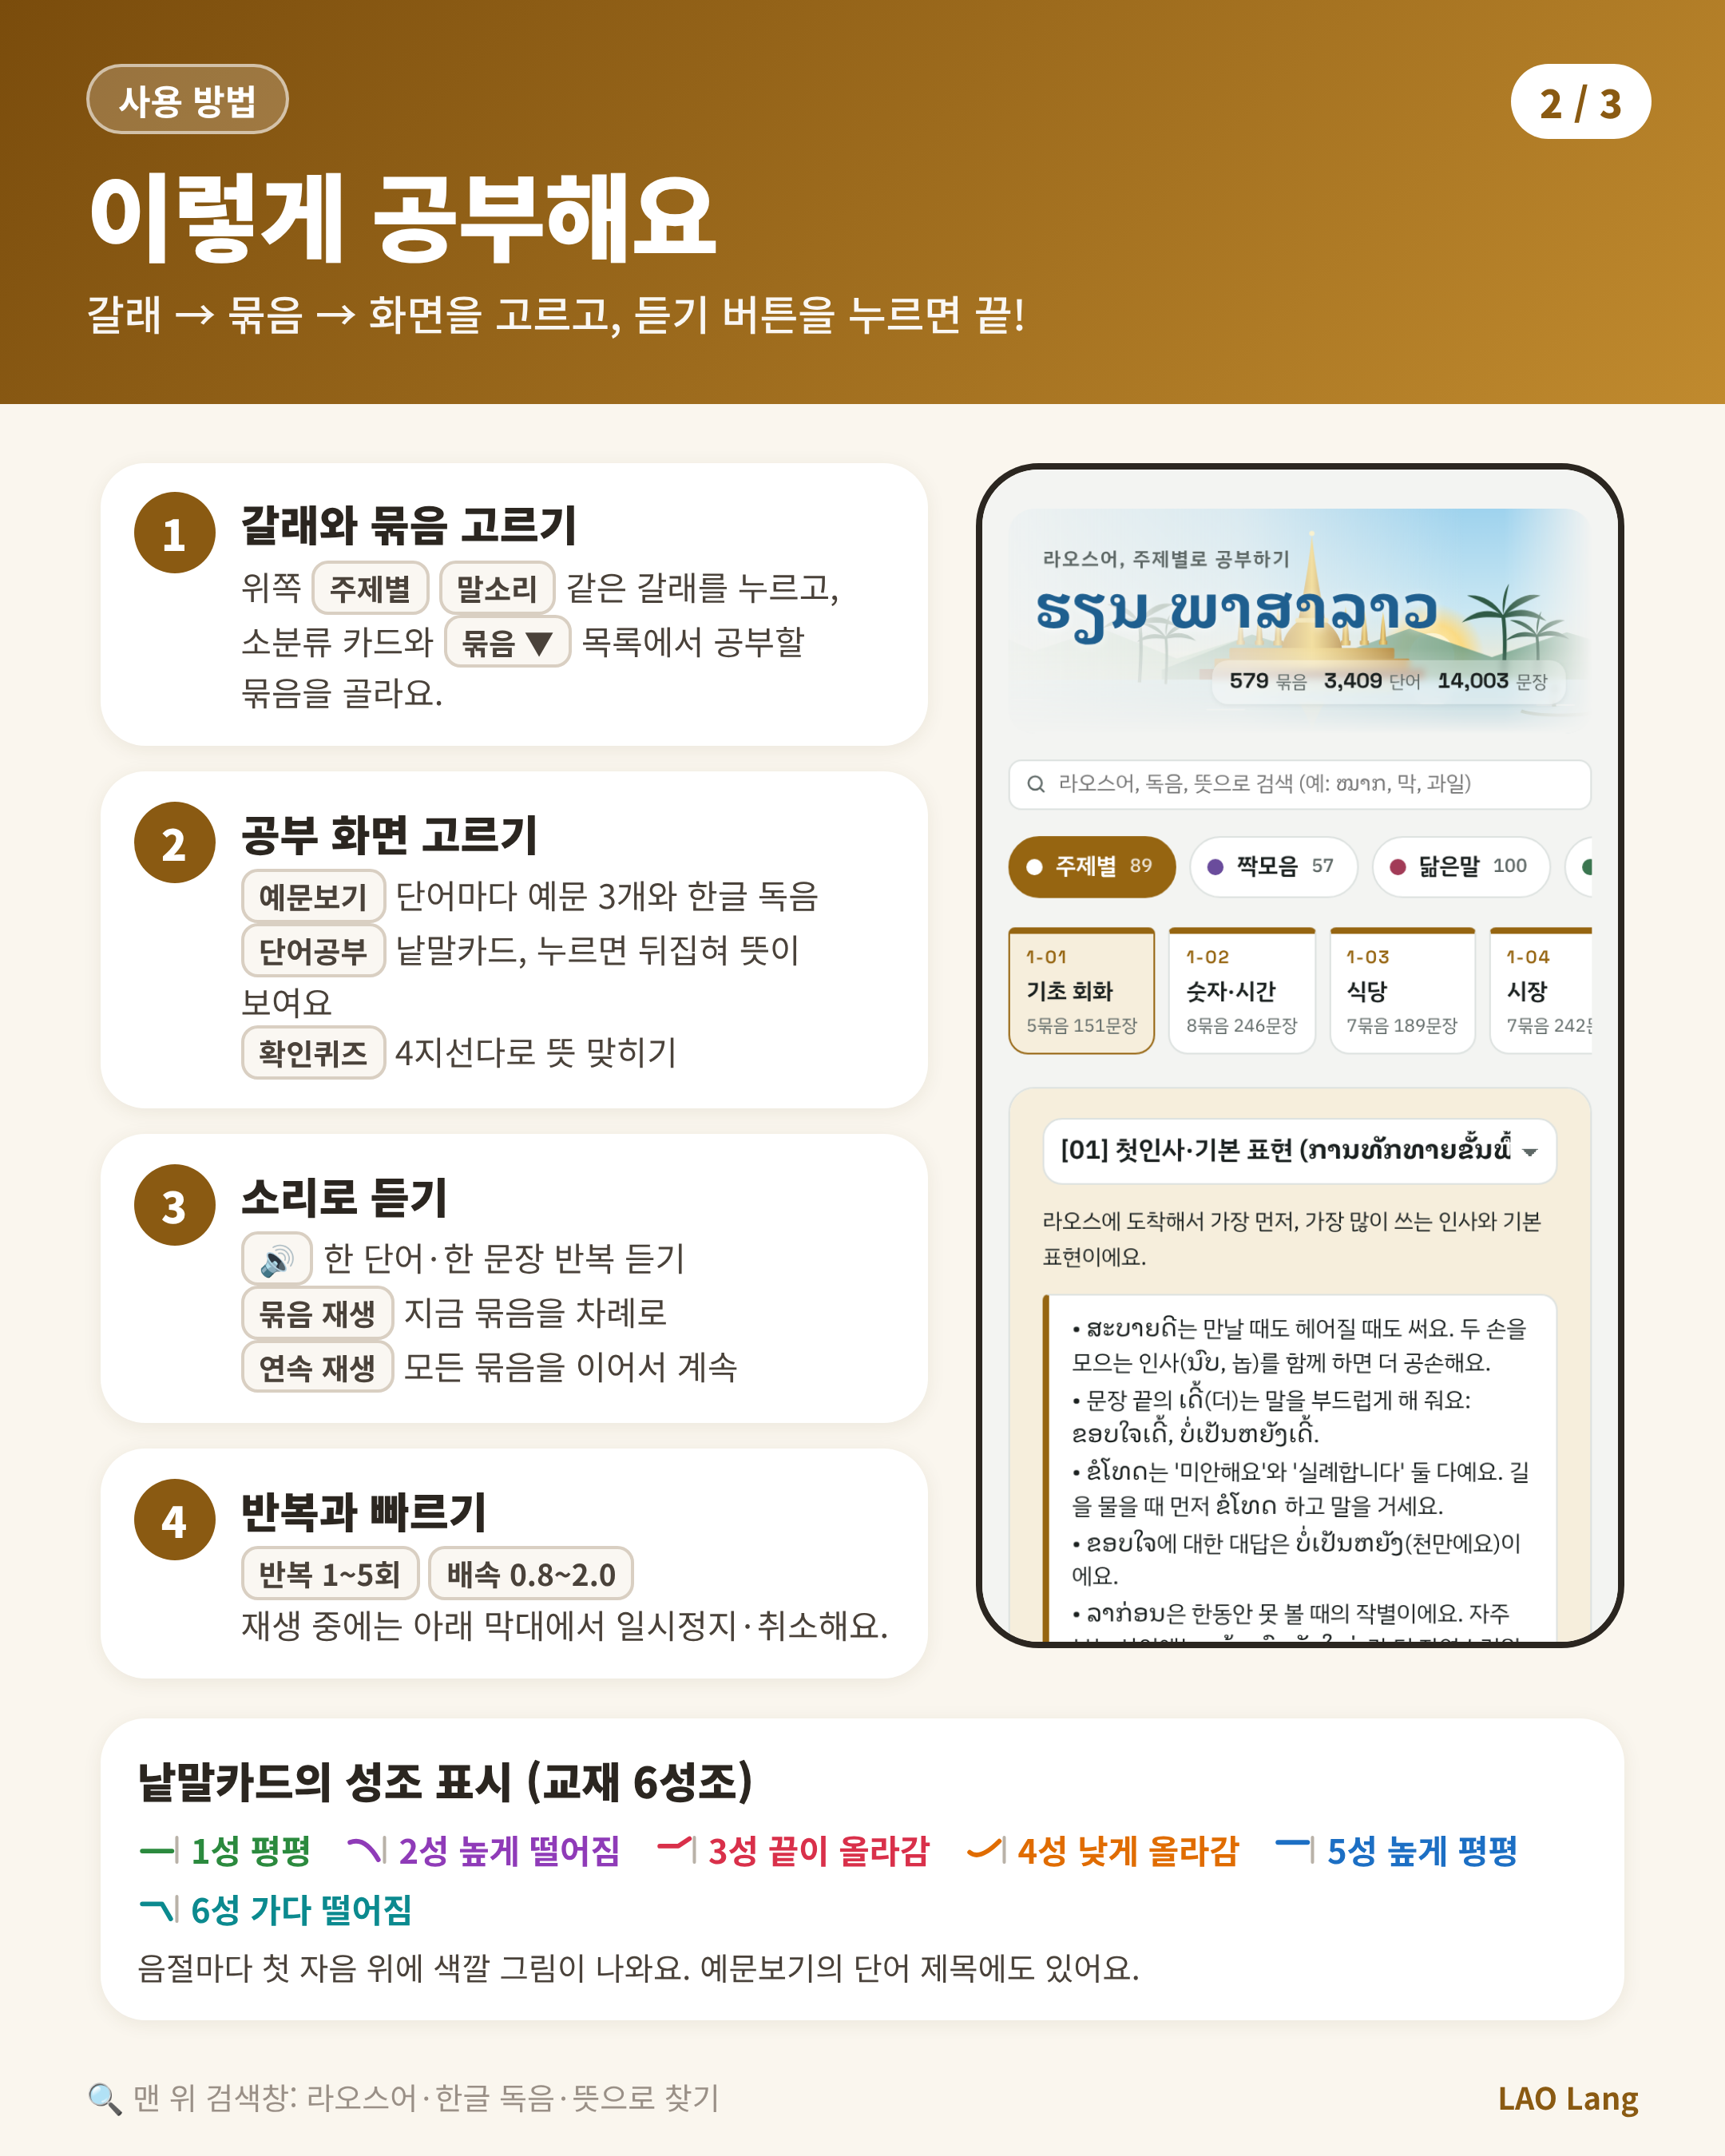 사용 방법
2 / 3
이렇게 공부해요
갈래 → 묶음 → 화면을 고르고, 듣기 버튼을 누르면 끝!
1
갈래와 묶음 고르기
위쪽 주제별 말소리 같은 갈래를 누르고,
소분류 카드와 묶음 ▼ 목록에서 공부할
묶음을 골라요.
2
공부 화면 고르기
예문보기 단어마다 예문 3개와 한글 독음
단어공부 낱말카드, 누르면 뒤집혀 뜻이
보여요
확인퀴즈 4지선다로 뜻 맞히기
3
소리로 듣기
🔊 한 단어·한 문장 반복 듣기
묶음 재생 지금 묶음을 차례로
연속 재생 모든 묶음을 이어서 계속
4
반복과 빠르기
반복 1~5회 배속 0.8~2.0
재생 중에는 아래 막대에서 일시정지·취소해요.
라오스어, 주제별로 공부하기
ຮຽນ ພາສາລາວ
579 묶음 3,409 단어 14,003 문장
라오스어, 독음, 뜻으로 검색 (예: ໝາກ, 막, 과일)
주제별 89 짝모음 57 닮은말 100
1-01 1-02 1-03 1-04
기초 회화 숫자·시간 식당 시장
5묶음 151문장 8묶음 246문장 7묶음 189문장 7묶음 242
[01] 첫인사·기본 표현 (ການທັກທາຍຂັ້ນພື້
라오스에 도착해서 가장 먼저, 가장 많이 쓰는 인사와 기본
표현이에요.
• ສະບາຍດີ는 만날 때도 헤어질 때도 써요. 두 손을
모으는 인사(ນົບ, 놉)를 함께 하면 더 공손해요.
• 문장 끝의 ເດີ້(더)는 말을 부드럽게 해 줘요:
ຂອບໃຈເດີ້, ບໍ່ເປັນຫຍັງເດີ້.
• ຂໍໂທດ는 '미안해요'와 '실례합니다' 둘 다예요. 길
을 물을 때 먼저 ຂໍໂທດ 하고 말을 거세요.
• ຂອບໃຈ에 대한 대답은 ບໍ່ເປັນຫຍັງ(천만에요)이
에요.
• ລາກ່ອນ은 한동안 못 볼 때의 작별이에요. 자주
낱말카드의 성조 표시 (교재 6성조)
1성 평평 2성 높게 떨어짐 3성 끝이 올라감 4성 낮게 올라감 5성 높게 평평
6성 가다 떨어짐
음절마다 첫 자음 위에 색깔 그림이 나와요. 예문보기의 단어 제목에도 있어요.
🔍 맨 위 검색창: 라오스어·한글 독음·뜻으로 찾기
LAO Lang